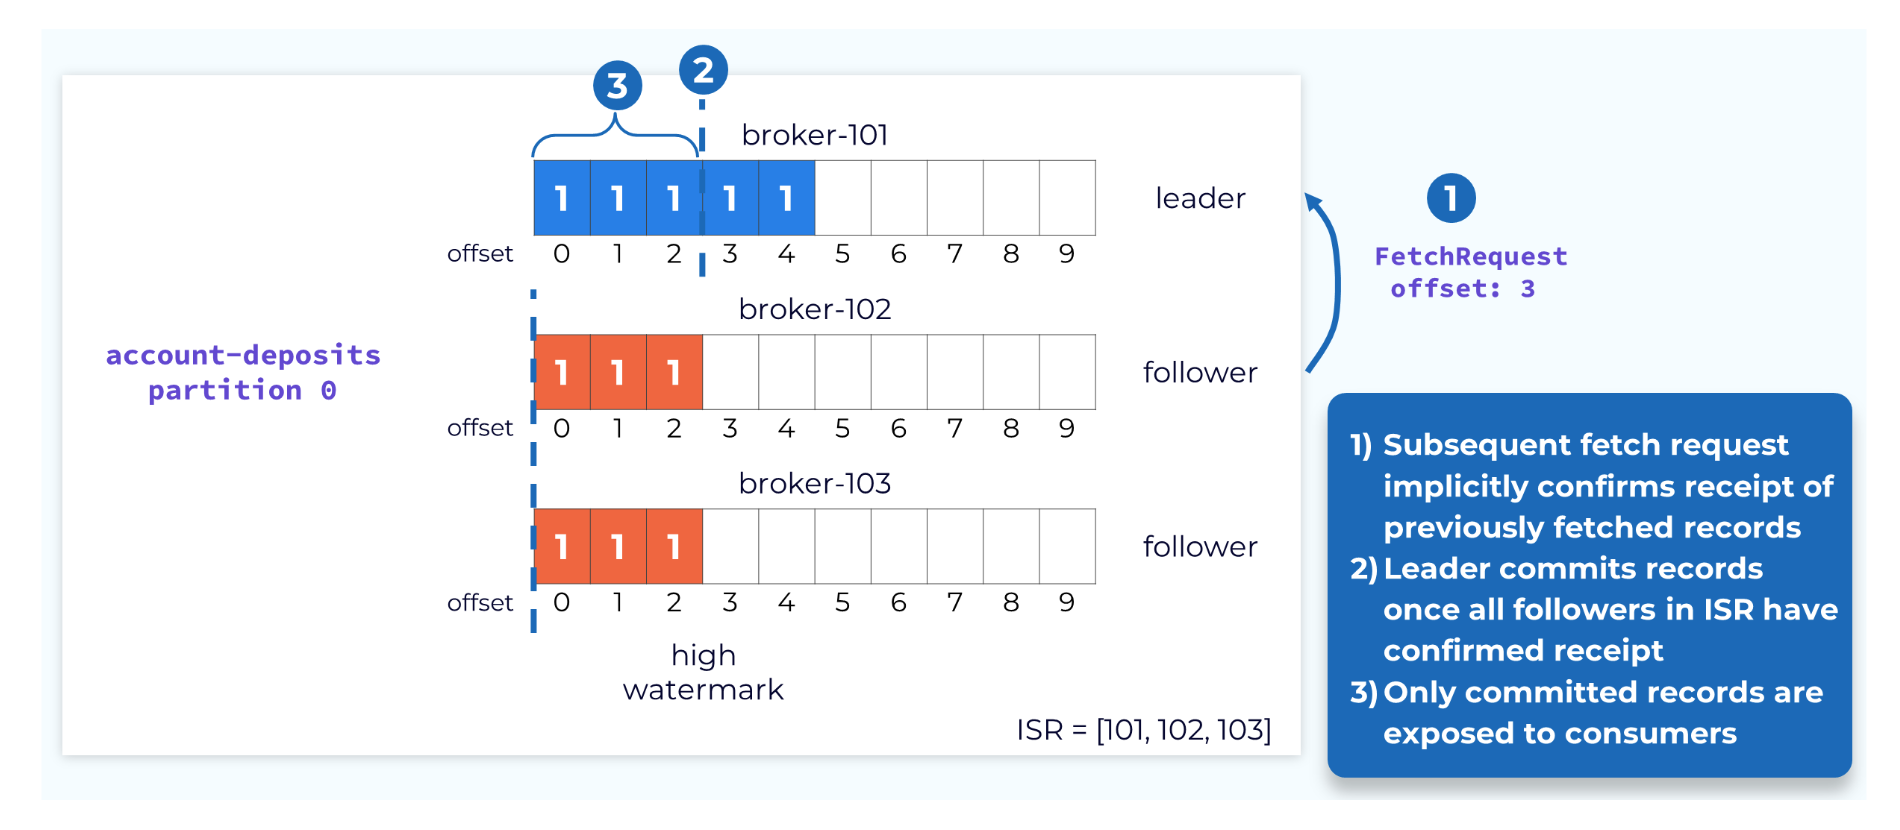 3
2
broker-101
1 1 1 1 1
leader
offset 0 1 2 3 4 5 6 7 8 9
1
FetchRequest
offset: 3
broker-102
account-deposits
partition 0
1 1 1
follower
offset 0 1 2 3 4 5 6 7 8 9
broker-103
1 1 1
follower
offset 0 1 2 3 4 5 6 7 8 9
high
watermark
ISR = [101, 102, 103]
1) Subsequent fetch request
implicitly confirms receipt of
previously fetched records
2) Leader commits records
once all followers in ISR have
confirmed receipt
3) Only committed records are
exposed to consumers